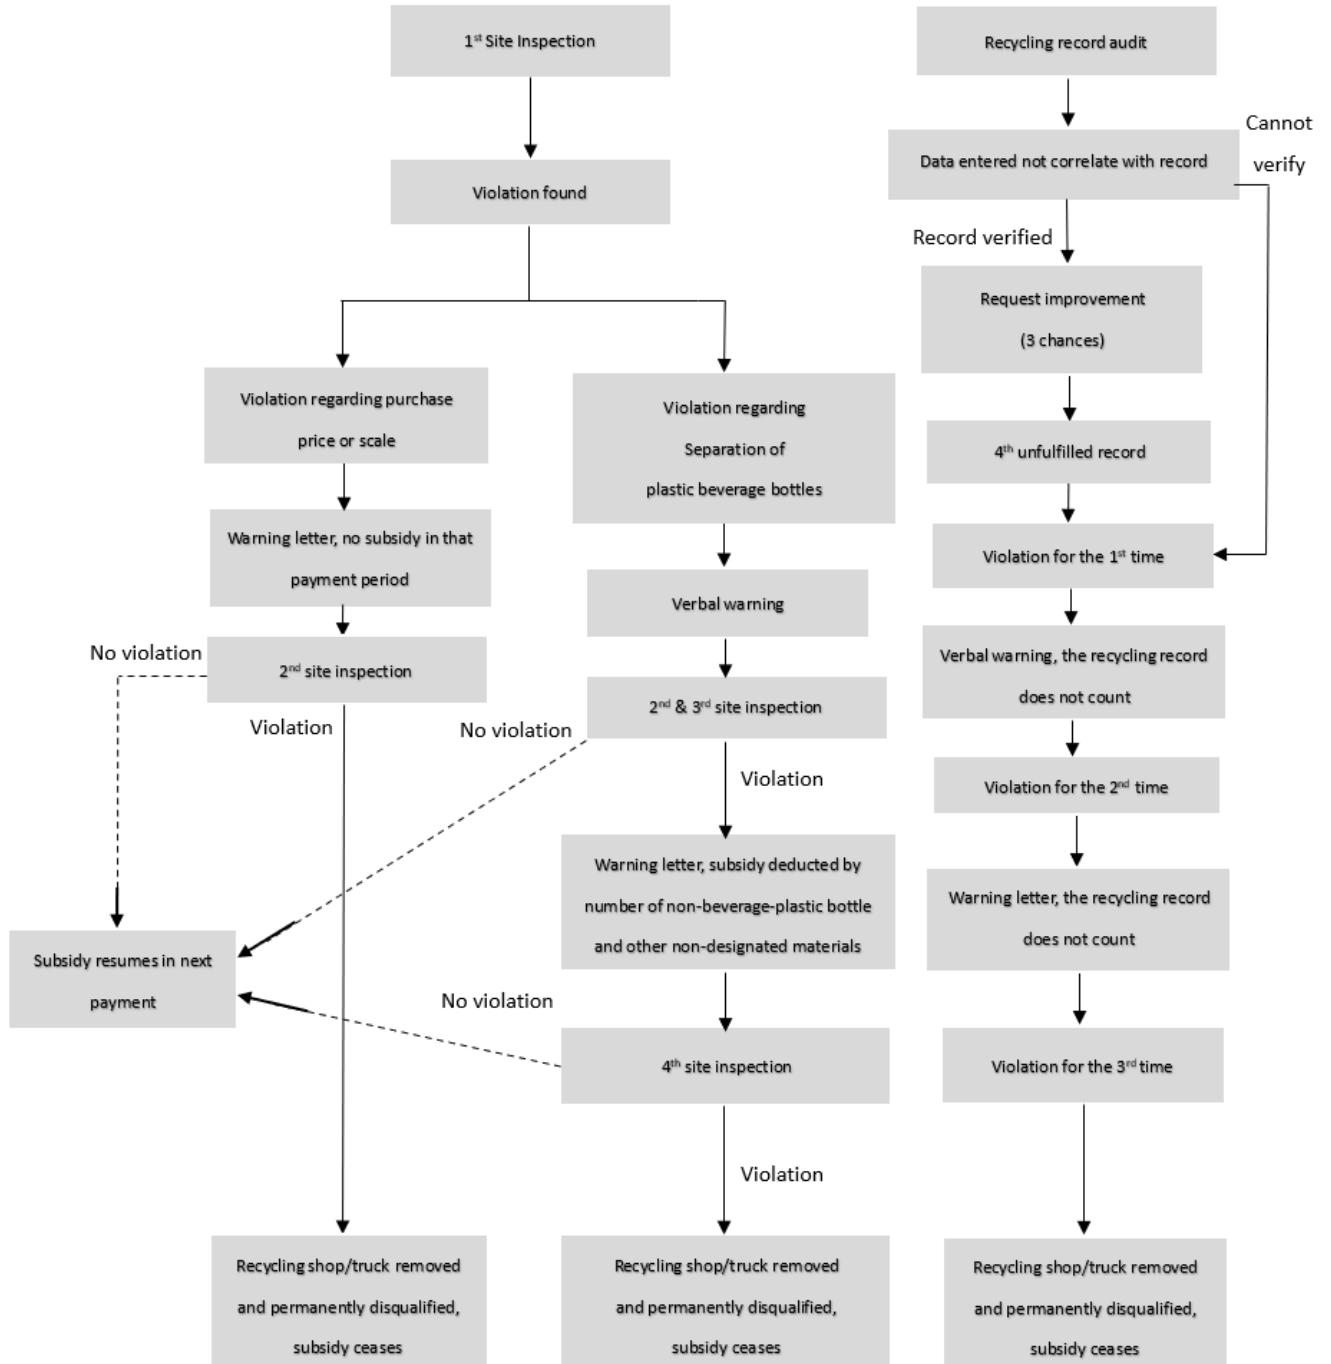 1st Site Inspection
Recycling record audit
Cannot
verify
Data entered not correlate with record
Violation found
Record verified
Request improvement
(3 chances)
Violation regarding purchase
price or scale
Violation regarding
Separation of
plastic beverage bottles
4th unfulfilled record
Warning letter, no subsidy in that
payment period
Violation for the 1st time
Verbal warning
No violation
2nd site inspection
Verbal warning, the recycling record
does not count
2nd & 3rd site inspection
Violation
No violation
Violation
Violation for the 2nd time
Warning letter, subsidy deducted by
number of non-beverage-plastic bottle
and other non-designated materials
Warning letter, the recycling record
does not count
Subsidy resumes in next
payment
No violation
4th site inspection
Violation for the 3rd time
Violation
Recycling shop/truck removed
and permanently disqualified,
subsidy ceases
Recycling shop/truck removed
and permanently disqualified,
subsidy ceases
Recycling shop/truck removed
and permanently disqualified,
subsidy ceases